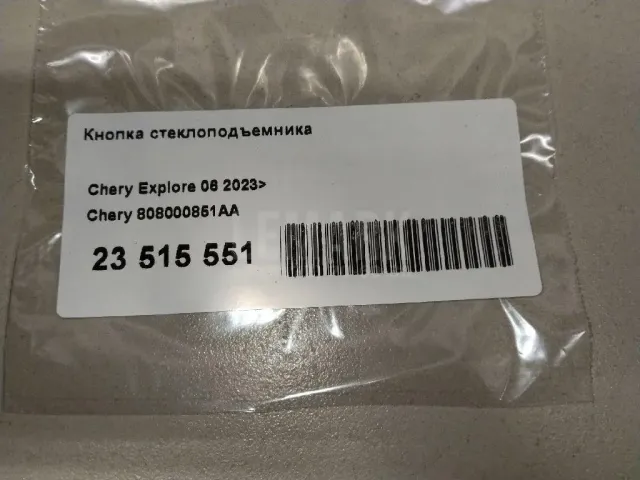 Кнопка стеклоподъемника
Chery Explore 06 2023>
Chery 808000851AA
23 515 551